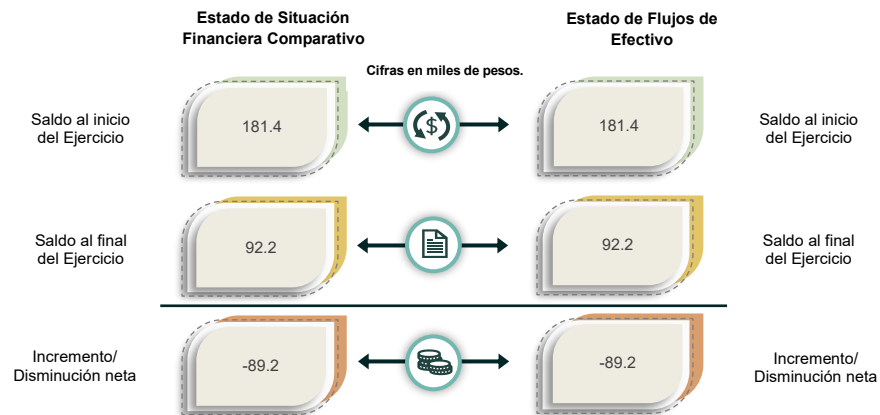 Estado de Situación
Financiera Comparativo
Estado de Flujos de
Efectivo
Cifras en miles de pesos.
Saldo al inicio
del Ejercicio
181.4
$
181.4
Saldo al inicio
del Ejercicio
Saldo al final
del Ejercicio
92.2
92.2
Saldo al final
del Ejercicio
Incremento/
Disminución neta
-89.2
-89.2
Incremento/
Disminución neta